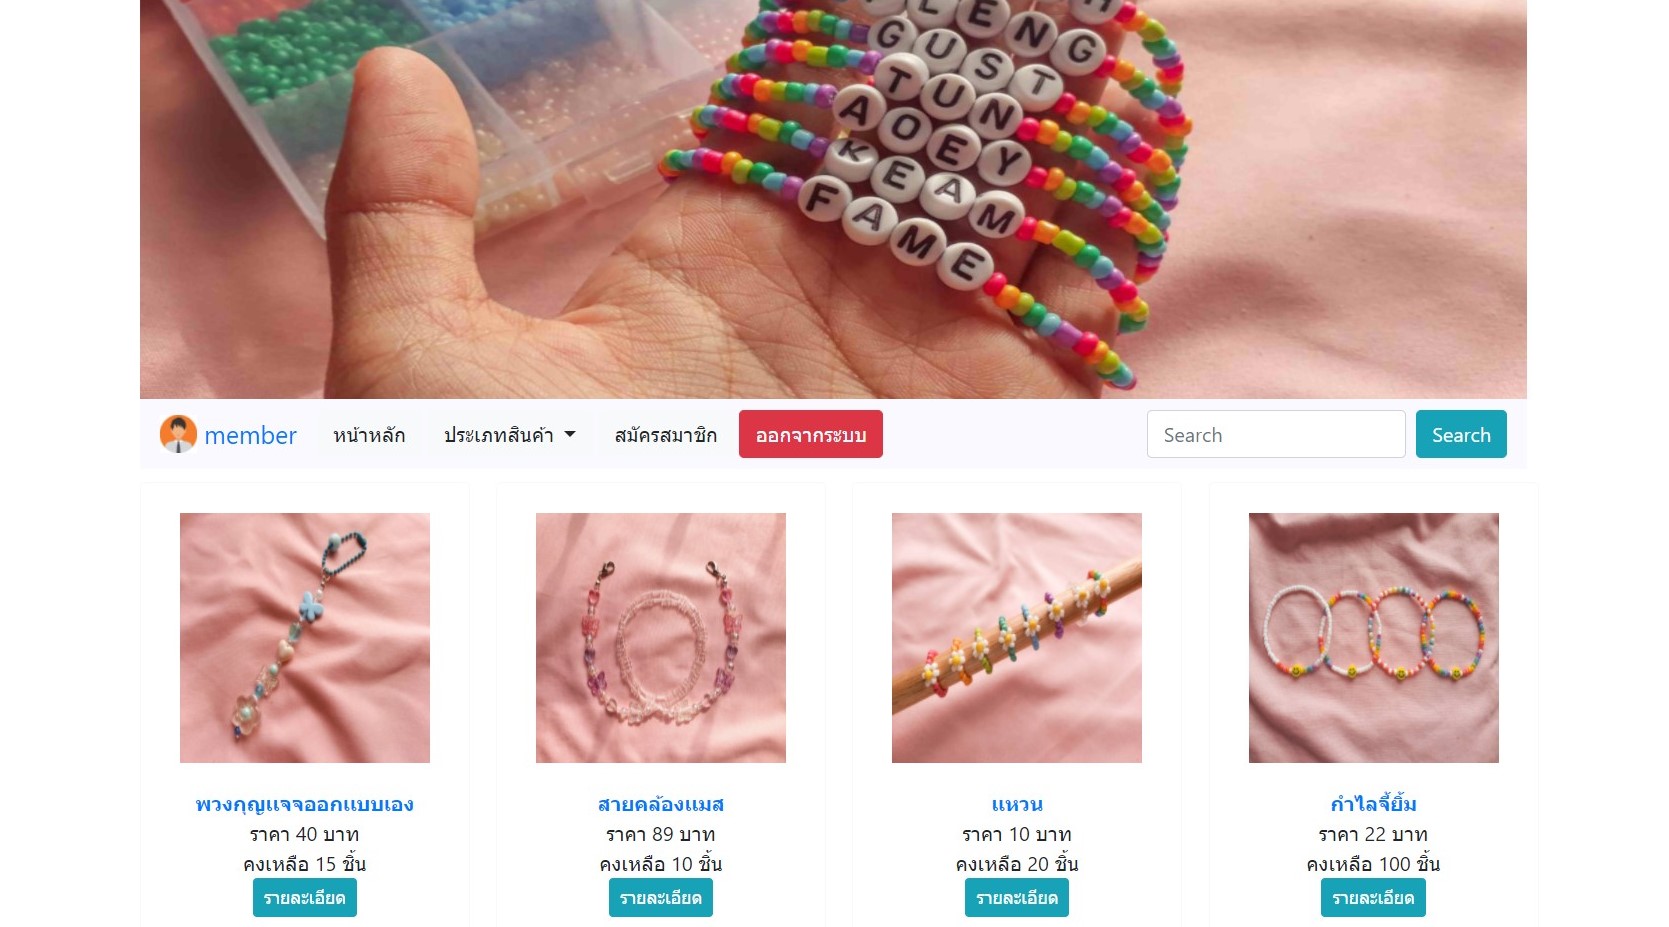 LENG
GUST
TUN
AOEY
KEAM
FAME
member
หน้าหลัก
ประเภทสินค้า
สมัครสมาชิก
ออกจากระบบ
Search
Search
พวงกุญแจจออกแบบเอง
ราคา 40 บาท
คงเหลือ 15 ชิ้น
รายละเอียด
สายคล้องแมส
ราคา 89 บาท
คงเหลือ 10 ชิ้น
รายละเอียด
แหวน
ราคา 10 บาท
คงเหลือ 20 ชิ้น
รายละเอียด
กำไลจี้ยิ้ม
ราคา 22 บาท
คงเหลือ 100 ชิ้น
รายละเอียด